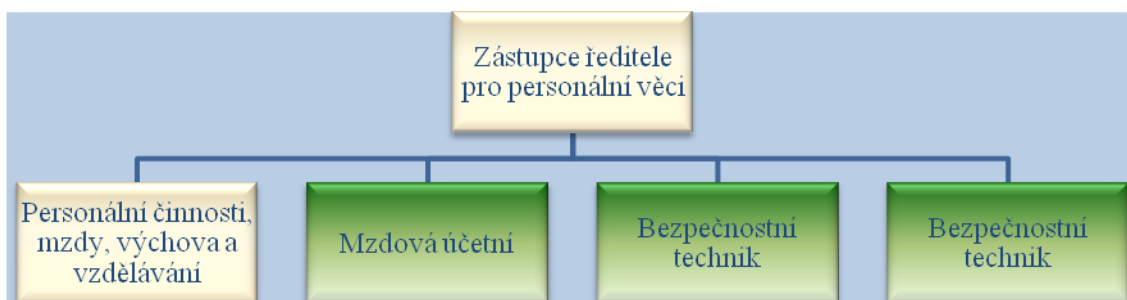 Zástupce ředitele
pro personální věci
Personální činnosti,
mzdy, výchova a
vzdělávání
Mzdová účetní
Bezpečnostní
technik
Bezpečnostní
technik